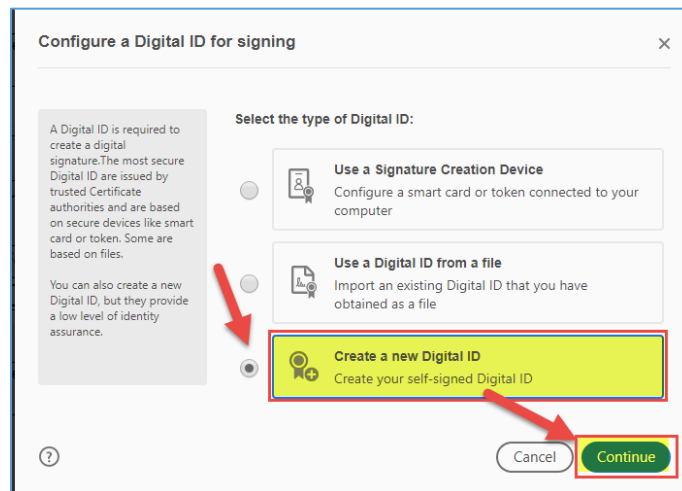 Configure a Digital ID for signing
A Digital ID is required to
create a digital
signature.The most secure
Digital ID are issued by
trusted Certificate
authorities and are based
on secure devices like smart
card or token. Some are
based on files.
You can also create a new
Digital ID, but they provide
a low level of identity
assurance.
Select the type of Digital ID:
Use a Signature Creation Device
Configure a smart card or token connected to your
computer
Use a Digital ID from a file
Import an existing Digital ID that you have
obtained as a file
Create a new Digital ID
Create your self-signed Digital ID
?
Cancel
Continue